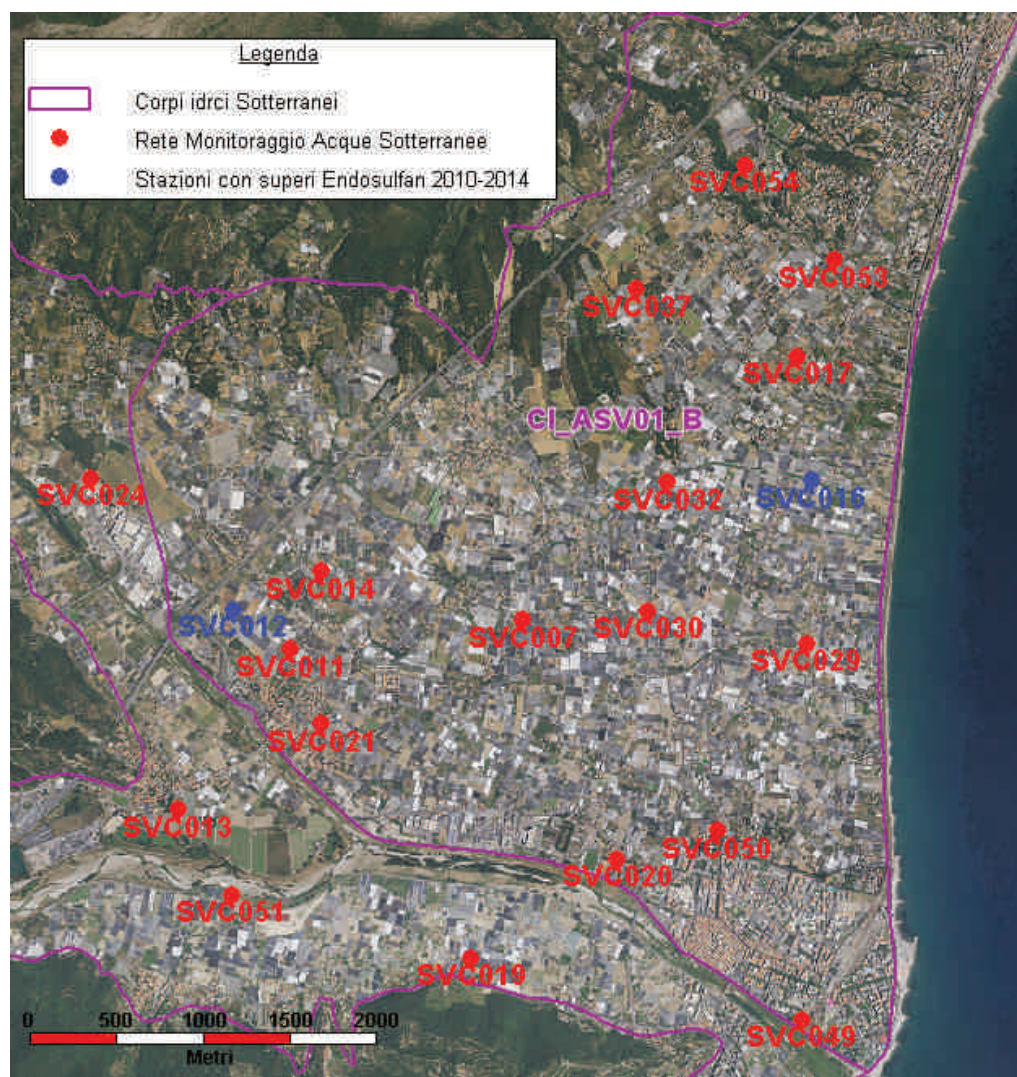 Legenda
Corpi idrci Sotterranei
Rete Monitoraggio Acque Sotterranee
Stazioni con superi Endosulfan 2010-2014
SVC054
SVC053
SVC037
SVC017
CI_ASV01_B
SVC024
SVC032
SVC016
SVC014
SVC012
SVC007
SVC030
SVC011
SVC029
SVC021
SVC013
SVC050
SVC020
SVC051
SVC019
SVC049
0 500 1000 1500 2000
Metri